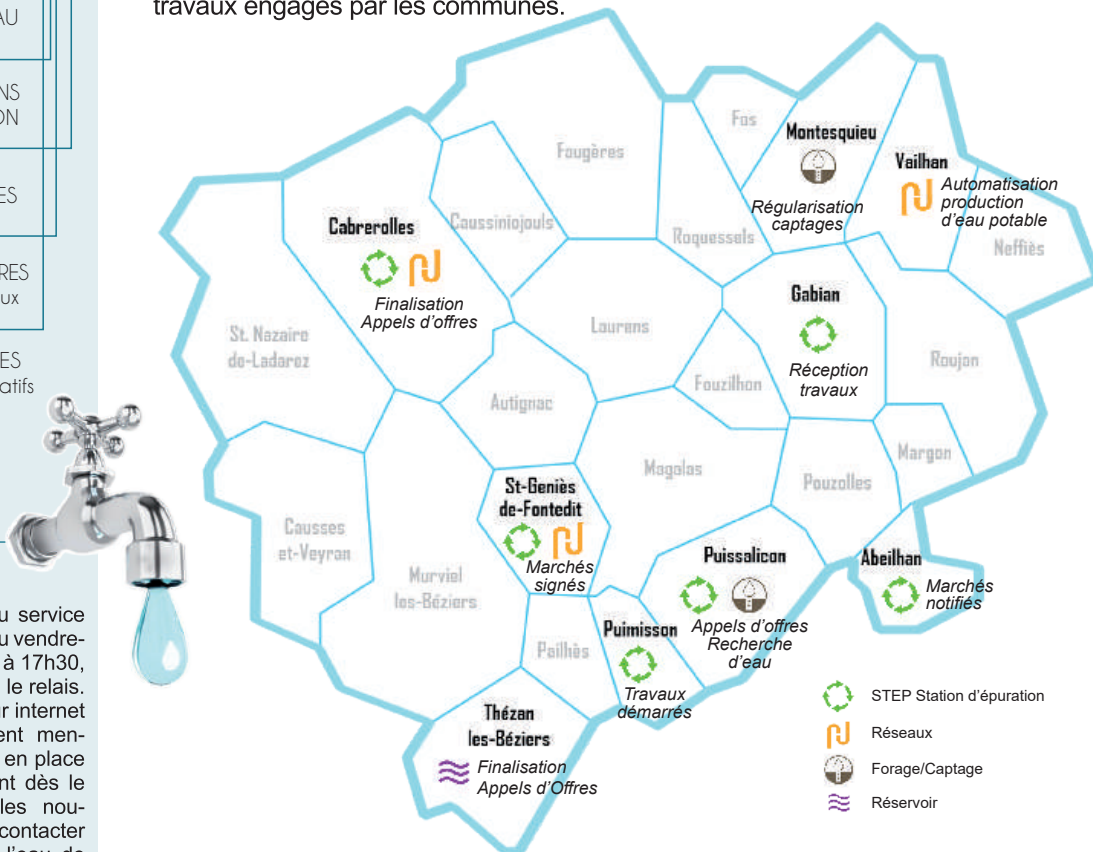 travaux engagés par les communes.
AU
NS
ON
ES
RES
ux
ES
atifs
u service
u vendre-
à 17h30,
le relais.
ur internet
ent men-
en place
nt dès le
les nou-
contacter
l'eau de
Fougères
Fos
Montesquieu
Régularisation
captages
Vailhan
Automatisation
production
d'eau potable
Neffiès
Cabrerolles
Finalisation
Appels d'offres
Caussiniojouls
Roquessels
St. Nazaire
de-Ladarez
Laurens
Gabian
Réception
travaux
Roujan
Fouzilhon
Autignac
Magalas
Margon
Pouzolles
St-Geniès
de-Fontedit
Marchés
signés
Causses
et-Veyran
Murviel
les-Béziers
Puissalicon
Appels d'offres
Recherche
d'eau
Abeilhan
Marchés
notifiés
Pailhès
Puimisson
Travaux
démarrés
Thézan
les-Béziers
Finalisation
Appels d'Offres
STEP Station d'épuration
Réseaux
Forage/Captage
Réservoir